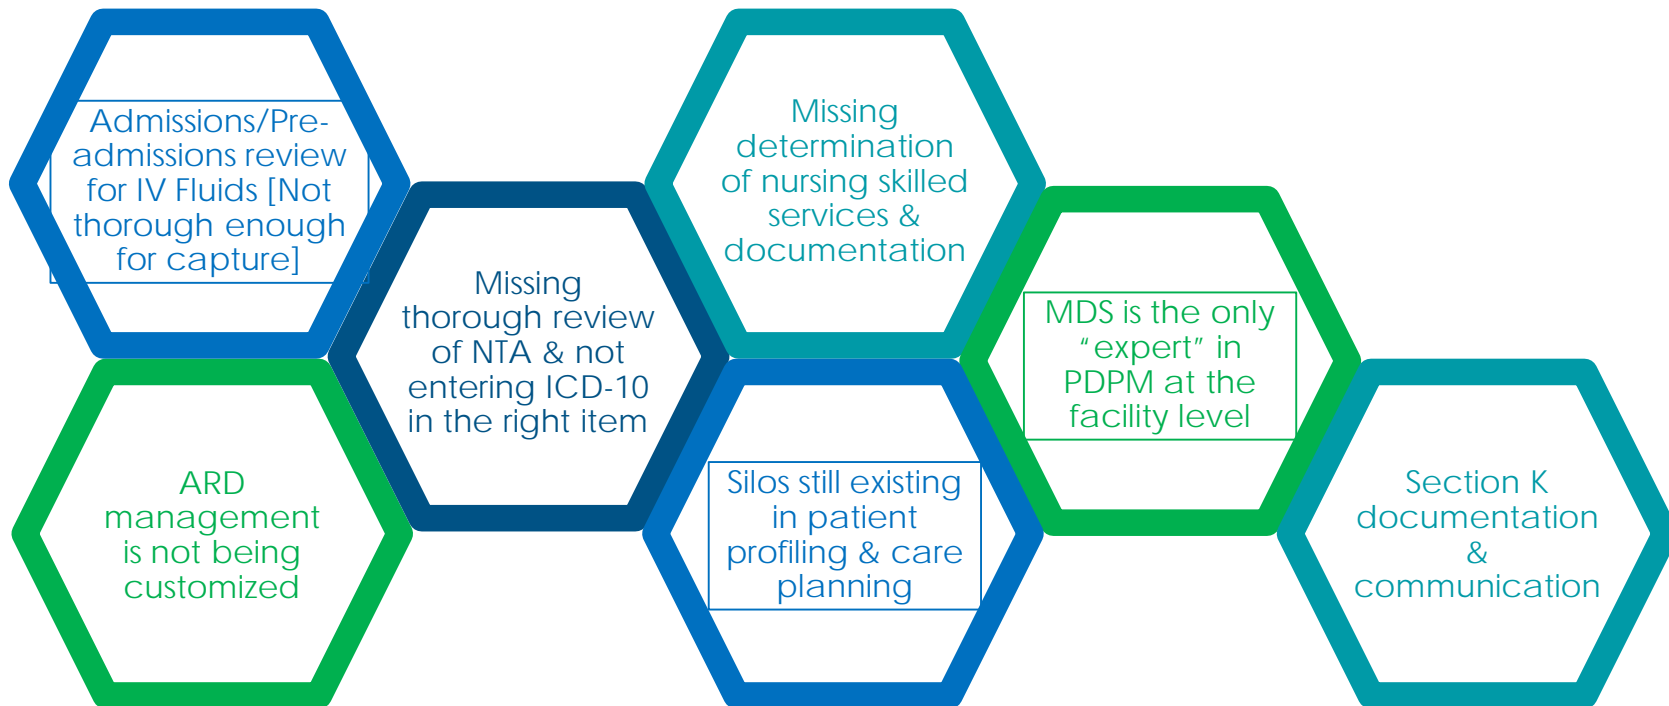 Admissions/Pre-
admissions review
for IV Fluids [Not
thorough enough
for capture]
ARD
management
is not being
customized
Missing
thorough review
of NTA & not
entering ICD-10
in the right item
Missing
determination
of nursing skilled
services &
documentation
Silos still existing
in patient
profiling & care
planning
MDS is the only
“expert” in
PDPM at the
facility level
Section K
documentation
&
communication